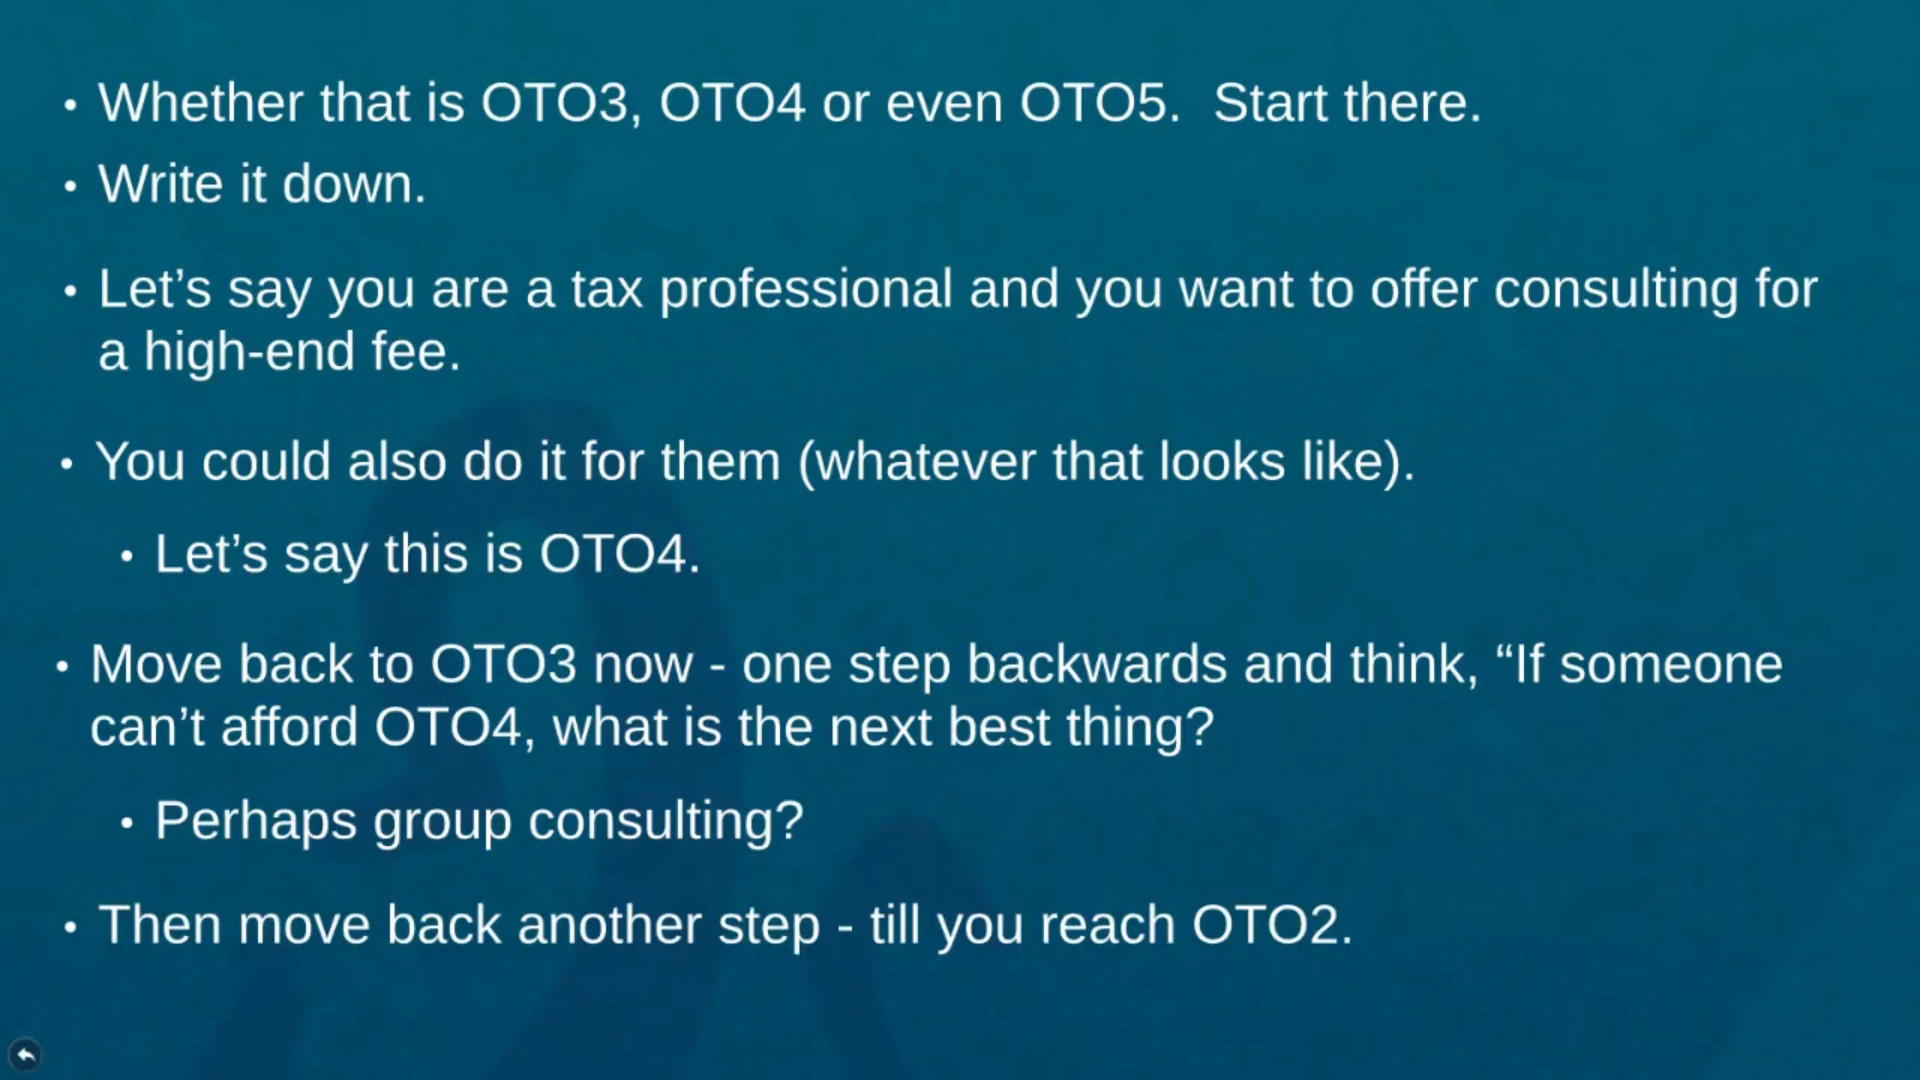 • Whether that is OTO3, OTO4 or even OTO5.  Start there.
• Write it down.
• Let’s say you are a tax professional and you want to offer consulting for
a high-end fee.
• You could also do it for them (whatever that looks like).
• Let’s say this is OTO4.
• Move back to OTO3 now - one step backwards and think, “If someone
can’t afford OTO4, what is the next best thing?
• Perhaps group consulting?
• Then move back another step - till you reach OTO2.